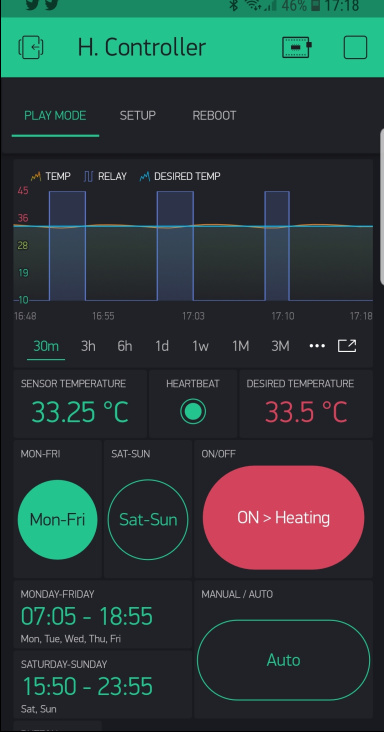 46% 17:18
H. Controller
PLAY MODE SETUP REBOOT
TEMP RELAY DESIRED TEMP
45
36
28
19
10
16:48 16:55 17:03 17:10 17:18
30m 3h 6h 1d 1w 1M 3M
SENSOR TEMPERATURE HEARTBEAT DESIRED TEMPERATURE
33.25 °C 33.5 °C
MON-FRI SAT-SUN ON/OFF
Mon-Fri Sat-Sun ON > Heating
MONDAY-FRIDAY MANUAL / AUTO
07:05 - 18:55
Mon, Tue, Wed, Thu, Fri
Auto
SATURDAY-SUNDAY
15:50 - 23:55
Sat, Sun